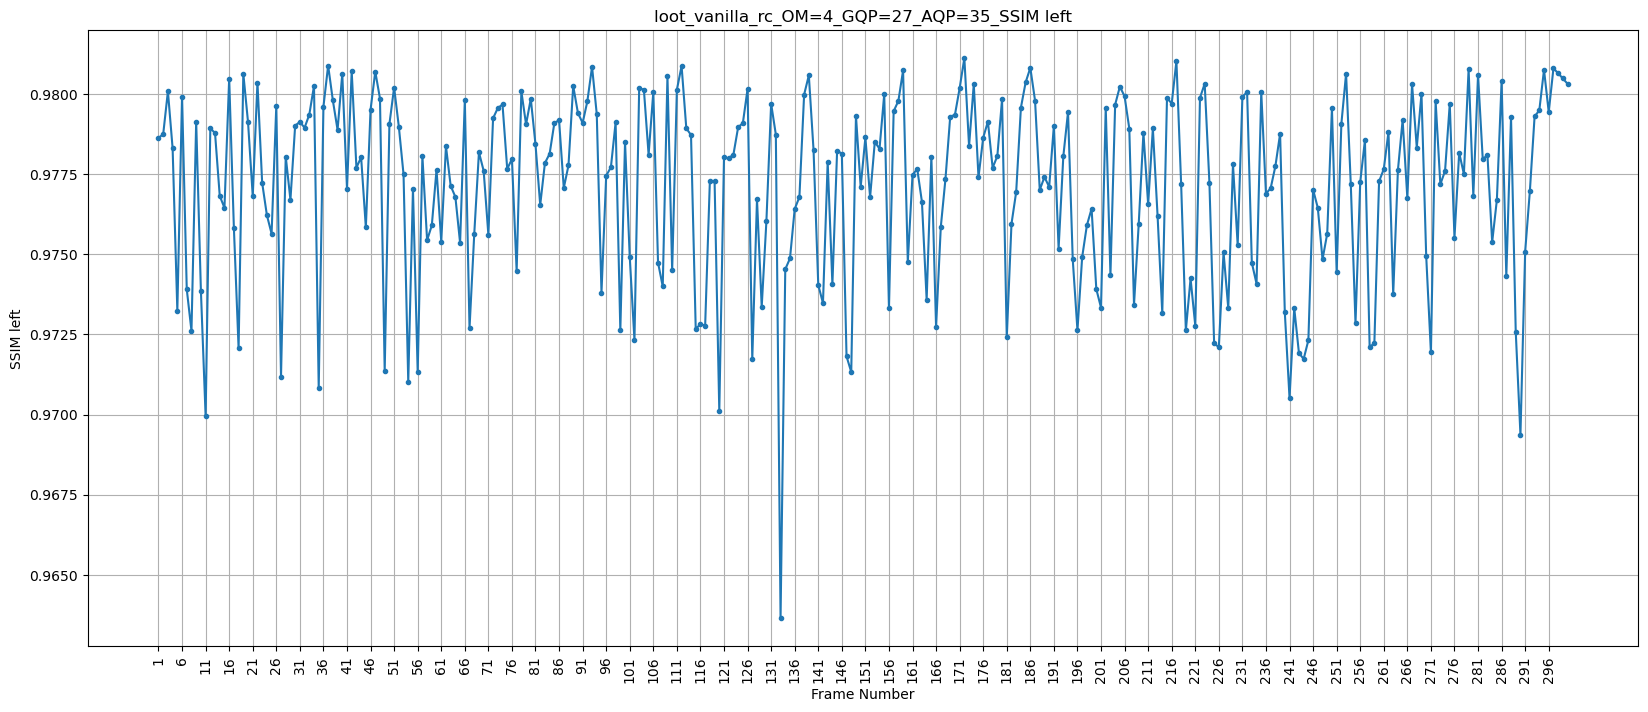 loot_vanilla_rc_OM=4_GQP=27_AQP=35_SSIM left
SSIM left
0.9800
0.9775
0.9750
0.9725
0.9700
0.9675
0.9650
1 6 11 16 21 26 31 36 41 46 51 56 61 66 71 76 81 86 91 96 101 106 111 116 121 126 131 136 141 146 151 156 161 166 171 176 181 186 191 196 201 206 211 216 221 226 231 236 241 246 251 256 261 266 271 276 281 286 291 296
Frame Number